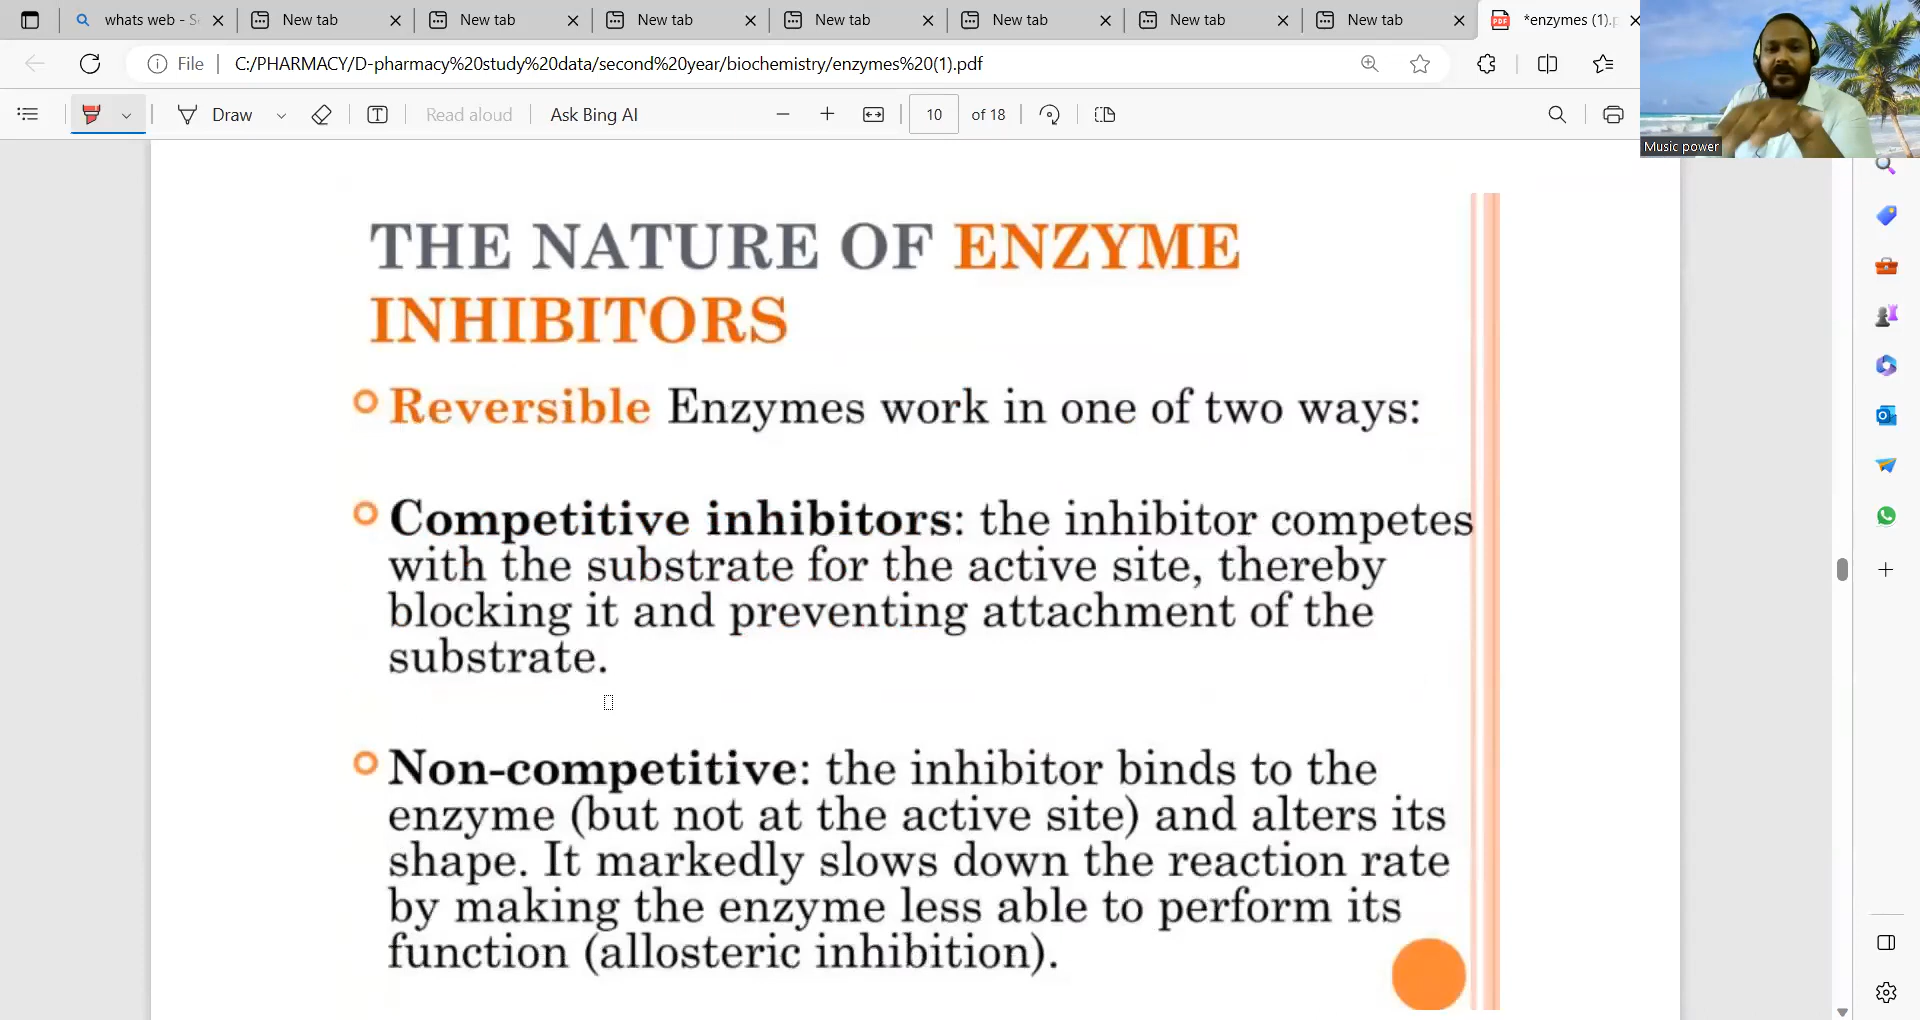 whats web - S
New tab
New tab
New tab
New tab
New tab
New tab
New tab
*enzymes (1).p
File
C:/PHARMACY/D-pharmacy%20study%20data/second%20year/biochemistry/enzymes%20(1).pdf
Draw
Read aloud
Ask Bing AI
10
of 18
Music power
THE NATURE OF ENZYME
INHIBITORS
Reversible Enzymes work in one of two ways:
Competitive inhibitors: the inhibitor competes
with the substrate for the active site, thereby
blocking it and preventing attachment of the
substrate.
Non-competitive: the inhibitor binds to the
enzyme (but not at the active site) and alters its
shape. It markedly slows down the reaction rate
by making the enzyme less able to perform its
function (allosteric inhibition).